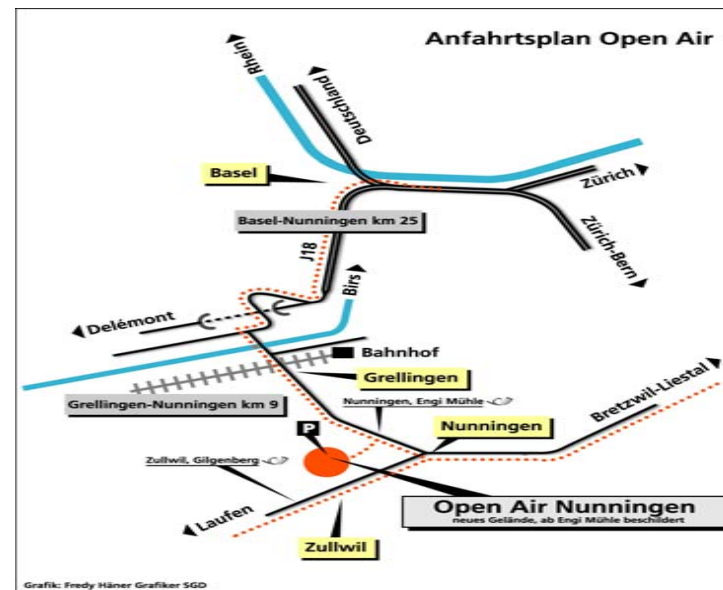 Anfahrtsplan Open Air
Rhein
Deutschland
Basel
Zürich
Basel-Nunningen km 25
Zürich-Bern
J18
Birs
Delémont
Bahnhof
Grellingen
Grellingen-Nunningen km 9
Nunningen, Engi Mühle
Bretzwil-Liestal
P
Nunningen
Zullwil, Gilgenberg
Open Air Nunningen
neues Gelände, ab Engi Mühle beschildert
Laufen
Zullwil
Grafik: Fredy Häner Grafiker SGD